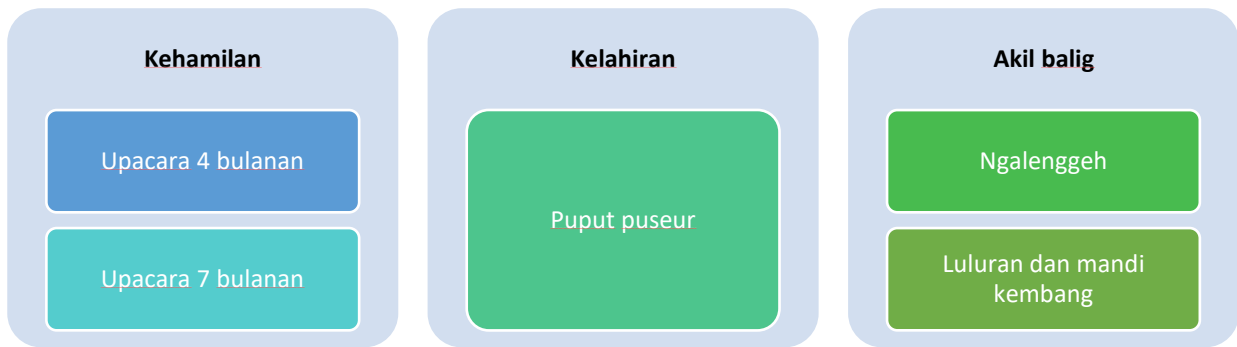 Kehamilan
Upacara 4 bulanan
Upacara 7 bulanan
Kelahiran
Puput puseur
Akil balig
Ngalenggeh
Luluran dan mandi
kembang